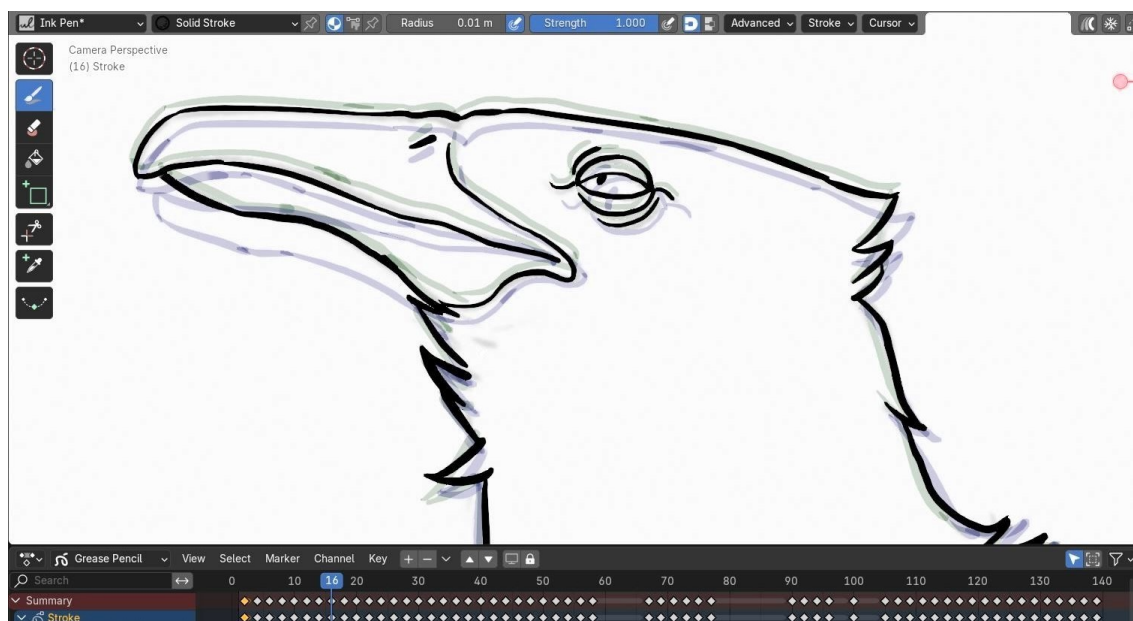 Ink Pen* Solid Stroke Radius 0.01 m Strength 1.000 Advanced Stroke Cursor
Camera Perspective
(16) Stroke
Grease Pencil View Select Marker Channel Key
Search 0 10 16 20 30 40 50 60 70 80 90 100 110 120 130 140
Summary
Stroke